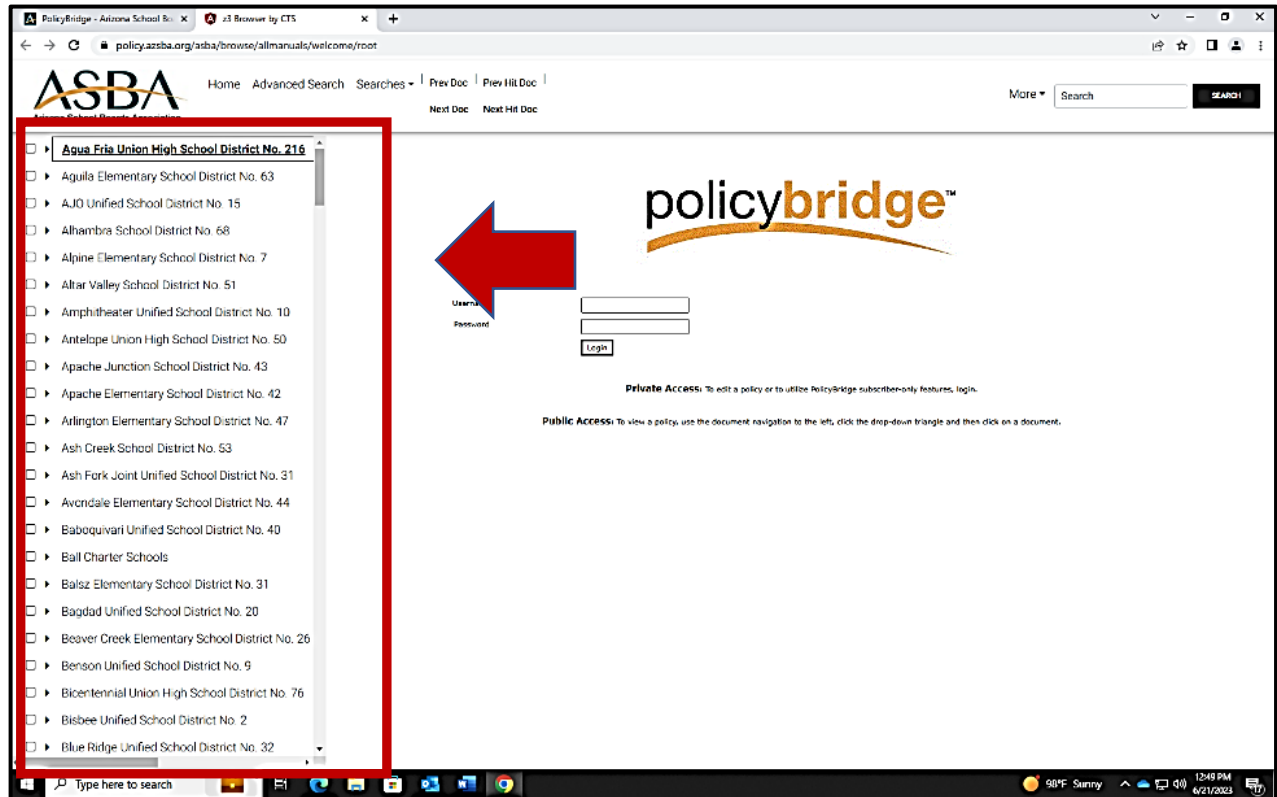 PolicyBridge - Arizona School Bo
z3 Browser by CTS
policy.azsba.org/asba/browse/allmanuals/welcome/root
ASBA
Arizona School Boards Association
Home Advanced Search Searches
Prev Doc Prev Hit Doc
Next Doc Next Hit Doc
More Search SEARCH
Agua Fria Union High School District No. 216
Aguila Elementary School District No. 63
AJO Unified School District No. 15
Alhambra School District No. 68
Alpine Elementary School District No. 7
Altar Valley School District No. 51
Amphitheater Unified School District No. 10
Antelope Union High School District No. 50
Apache Junction School District No. 43
Apache Elementary School District No. 42
Arlington Elementary School District No. 47
Ash Creek School District No. 53
Ash Fork Joint Unified School District No. 31
Avondale Elementary School District No. 44
Baboquivari Unified School District No. 40
Ball Charter Schools
Balsz Elementary School District No. 31
Bagdad Unified School District No. 20
Beaver Creek Elementary School District No. 26
Benson Unified School District No. 9
Bicentennial Union High School District No. 76
Bisbee Unified School District No. 2
Blue Ridge Unified School District No. 32
policybridge™
Userna
Password
Login
Private Access: To edit a policy or to utilize PolicyBridge subscriber-only features, login.
Public Access: To view a policy, use the document navigation to the left, click the drop-down triangle and then click on a document.
Type here to search
98°F Sunny
12:49 PM
6/21/2023
17